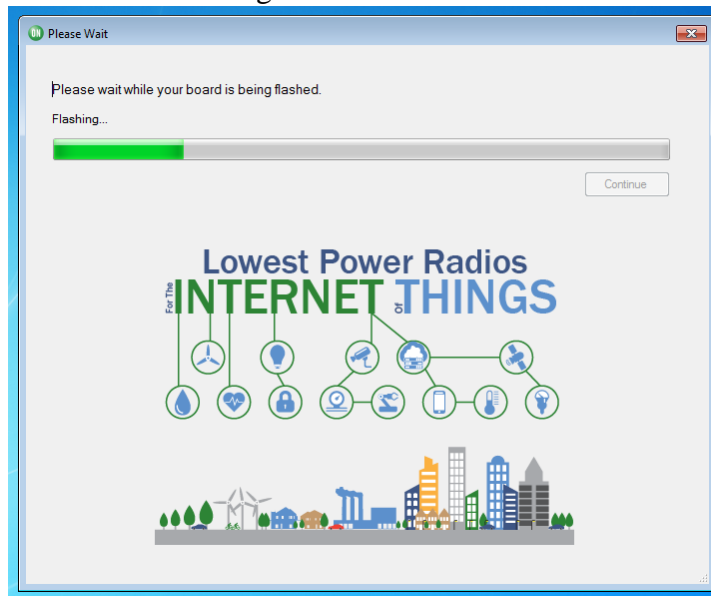 ON Please Wait
Please wait while your board is being flashed.
Flashing...
Continue
Lowest Power Radios
For The INTERNET Of THINGS